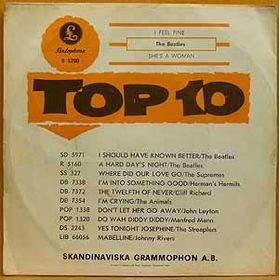 Parlophone
S 5200
I FEEL FINE
The Beatles
SHE'S A WOMAN
TOP 10
SD 5971 I SHOULD HAVE KNOWN BETTER/The Beatles
R 5160 A HARD DAY'S NIGHT/The Beatles
SS 327 WHERE DID OUR LOVE GO/The Supremes
DB 7338 I'M INTO SOMETHING GOOD/Herman's Hermits
DB 7372 THE TWELFTH OF NEVER/Cliff Richard
DB 7354 I'M CRYING/The Animals
POP 1338 DON'T LET HER GO AWAY/John Leyton
POP 1320 DO WAH DIDDY DIDDY/Manfred Mann
DS 2243 YES TONIGHT JOSEPHINE/The Streaplers
LIB 66056 MABELLINE/Johnny Rivers
SKANDINAVISKA GRAMMOPHON A.B.